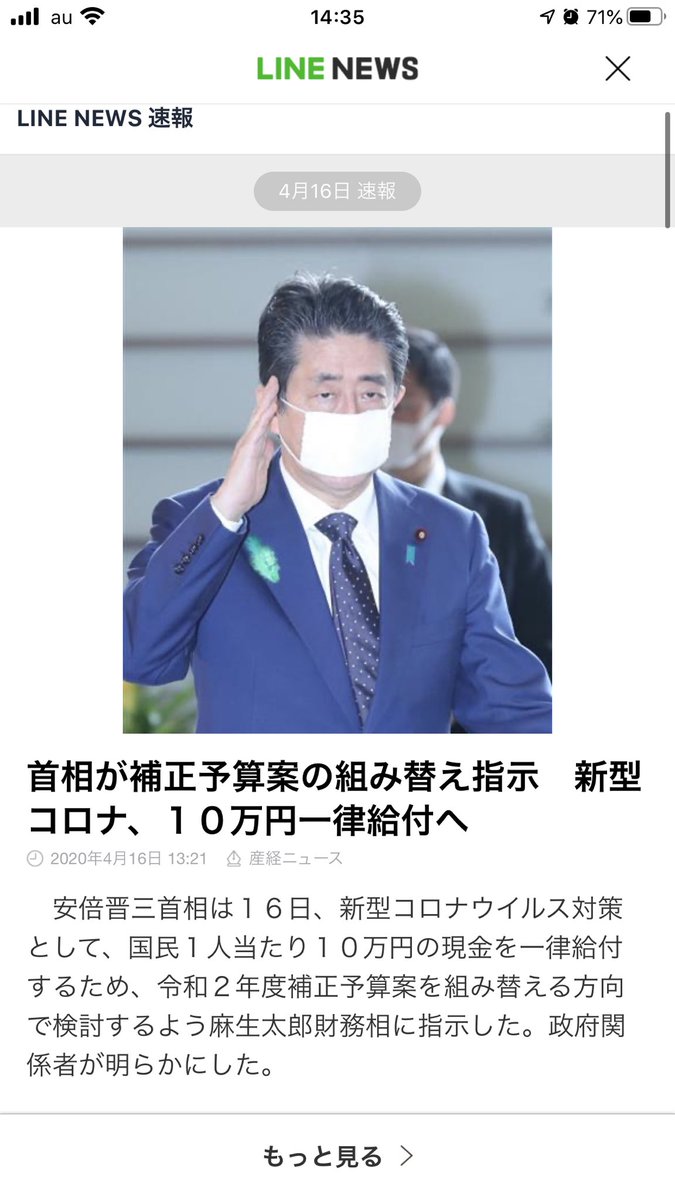 au 14:35 71%
LINE NEWS
LINE NEWS 速報
4月16日 速報
首相が補正予算案の組み替え指示　新型
コロナ、１０万円一律給付へ
2020年4月16日 13:21 産経ニュース
　安倍晋三首相は１６日、新型コロナウイルス対策
として、国民１人当たり１０万円の現金を一律給付
するため、令和２年度補正予算案を組み替える方向
で検討するよう麻生太郎財務相に指示した。政府関
係者が明らかにした。
もっと見る